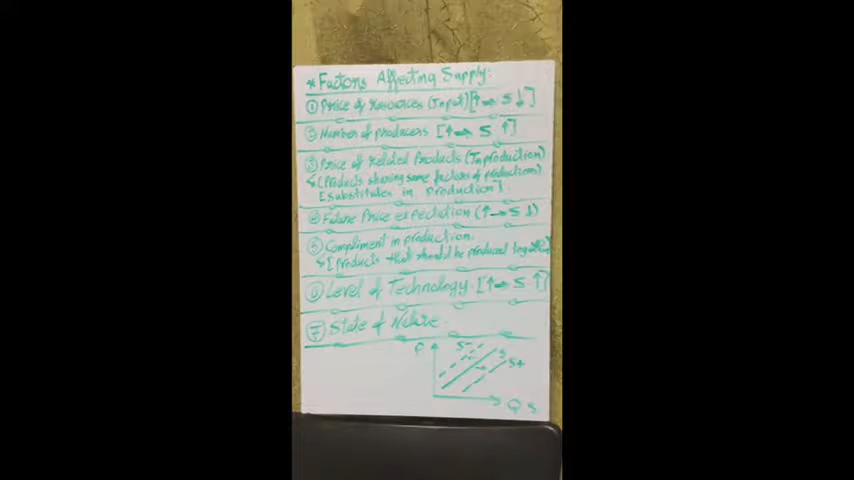 * Factors Affecting Supply:
① Price of resources (Input) [↑ → S ↓]
② Number of producers [↑ → S ↑]
③ Price of Related Products (In production)
↳ [Products sharing same factors of production)
[substitutes in production]
④ Future Price expectation (↑ → S ↓)
⑤ Compliment in production.
↳ [products that should be produced together]
⑥ Level of Technology. [↑ → S ↑]
⑦ State of Nature
P S- S S+
Q s